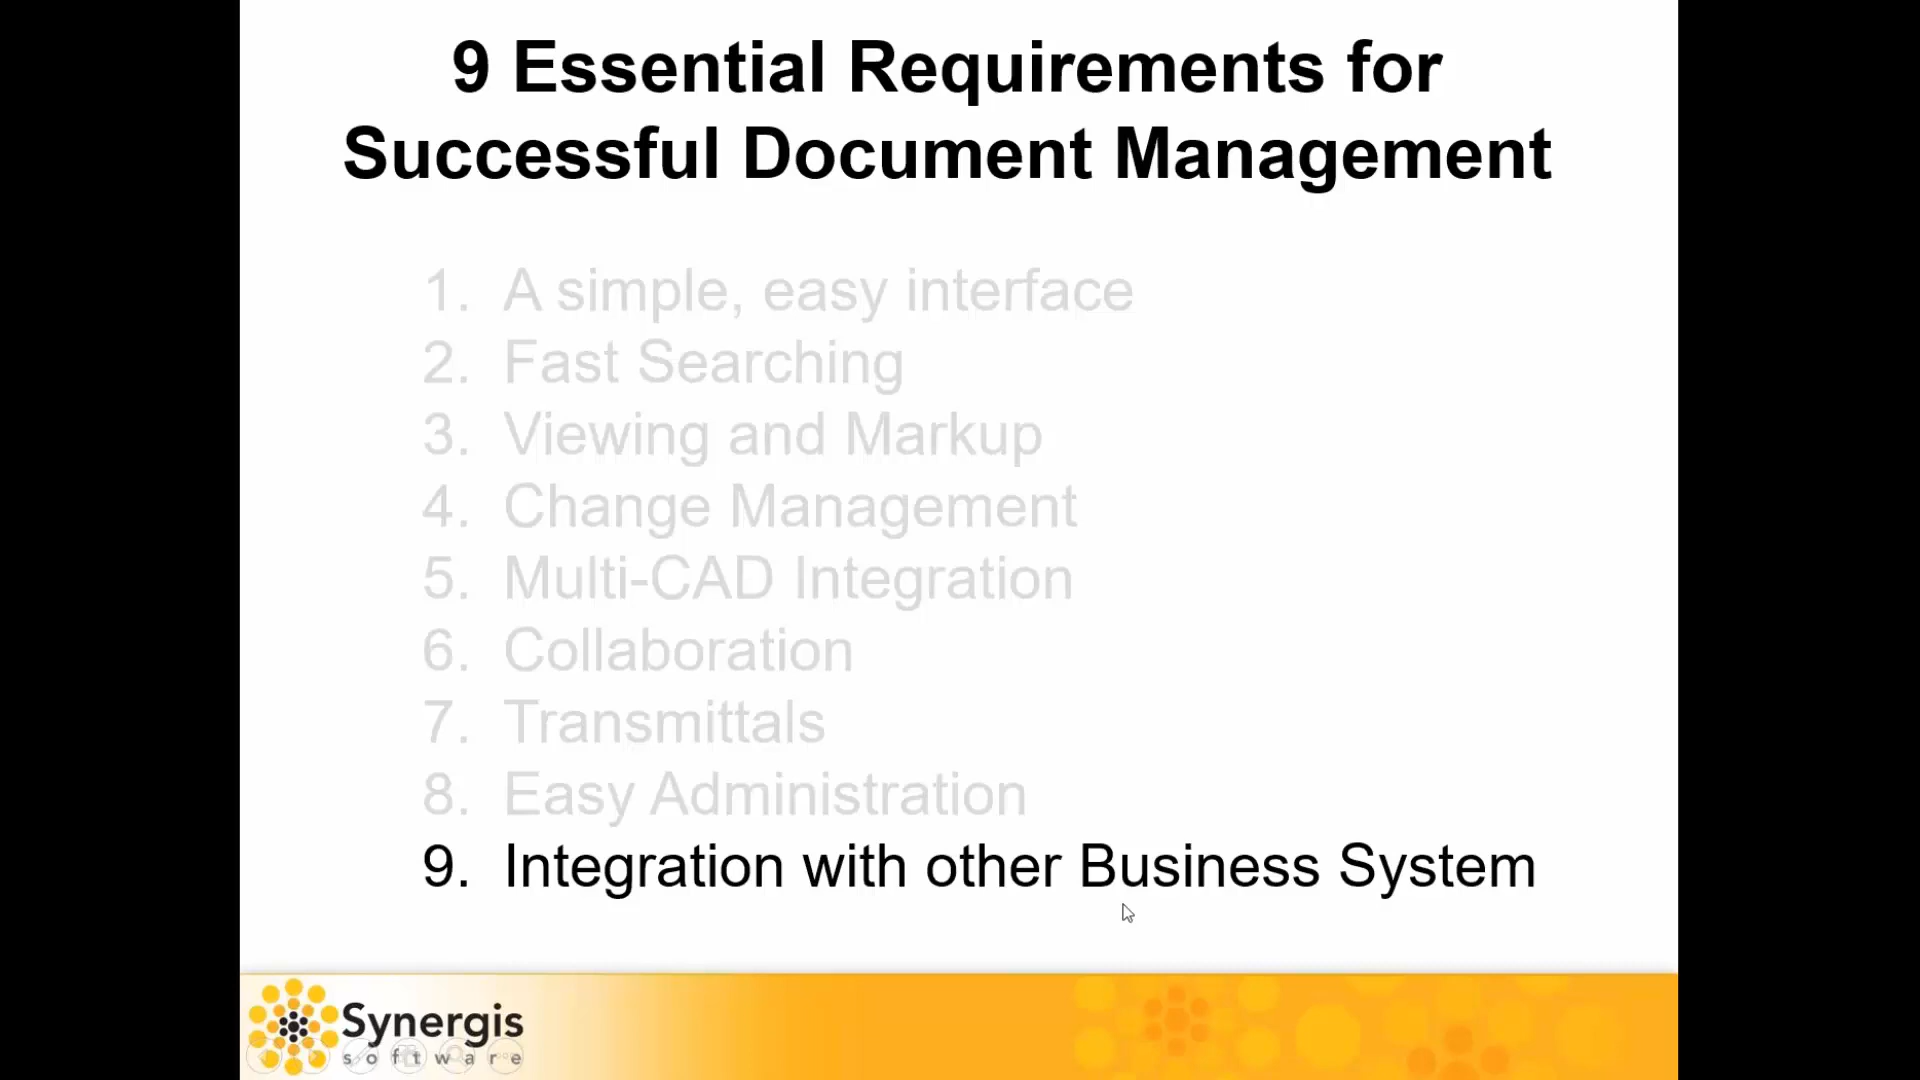 9 Essential Requirements for
Successful Document Management
1. A simple, easy interface
2. Fast Searching
3. Viewing and Markup
4. Change Management
5. Multi-CAD Integration
6. Collaboration
7. Transmittals
8. Easy Administration
9. Integration with other Business System
Synergis
software